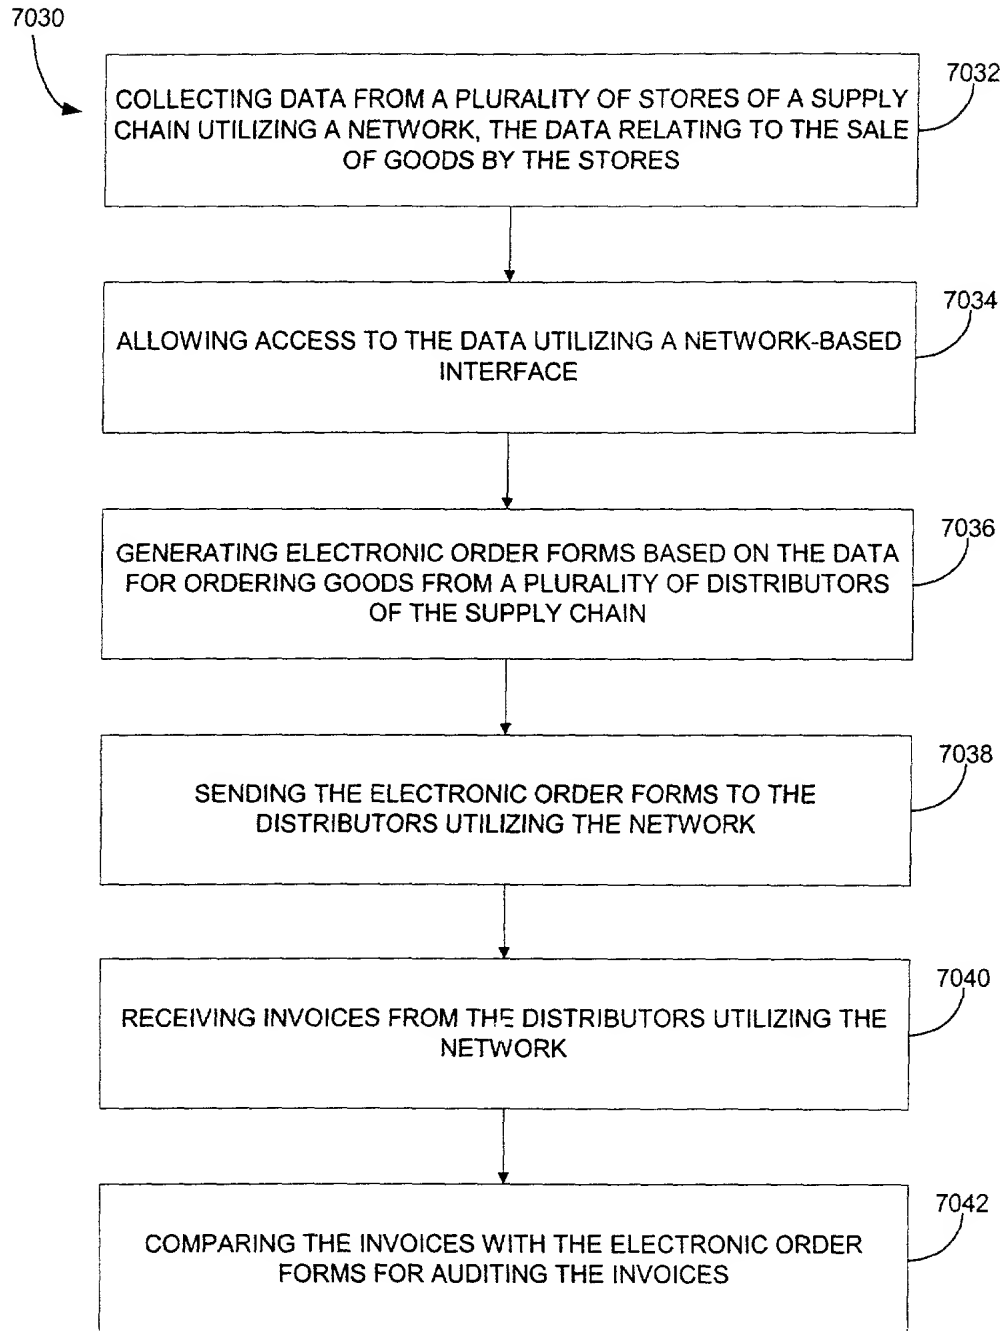 7030
7032
COLLECTING DATA FROM A PLURALITY OF STORES OF A SUPPLY
CHAIN UTILIZING A NETWORK, THE DATA RELATING TO THE SALE
OF GOODS BY THE STORES
7034
ALLOWING ACCESS TO THE DATA UTILIZING A NETWORK-BASED
INTERFACE
7036
GENERATING ELECTRONIC ORDER FORMS BASED ON THE DATA
FOR ORDERING GOODS FROM A PLURALITY OF DISTRIBUTORS
OF THE SUPPLY CHAIN
7038
SENDING THE ELECTRONIC ORDER FORMS TO THE
DISTRIBUTORS UTILIZING THE NETWORK
7040
RECEIVING INVOICES FROM THE DISTRIBUTORS UTILIZING THE
NETWORK
7042
COMPARING THE INVOICES WITH THE ELECTRONIC ORDER
FORMS FOR AUDITING THE INVOICES